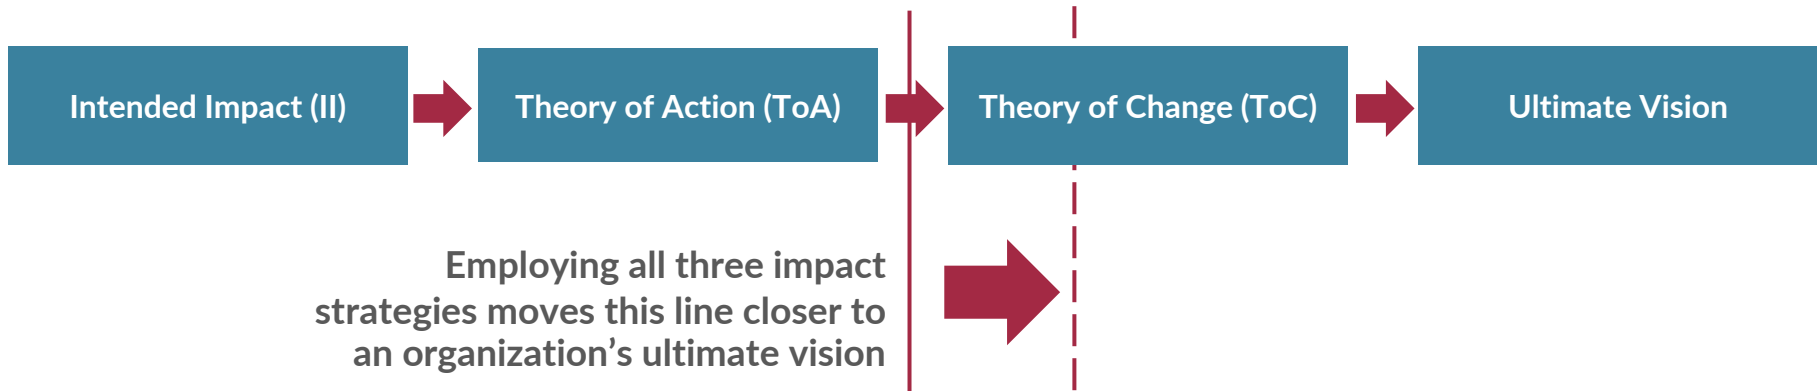 Intended Impact (II)
Theory of Action (ToA)
Theory of Change (ToC)
Ultimate Vision
Employing all three impact
strategies moves this line closer to
an organization’s ultimate vision